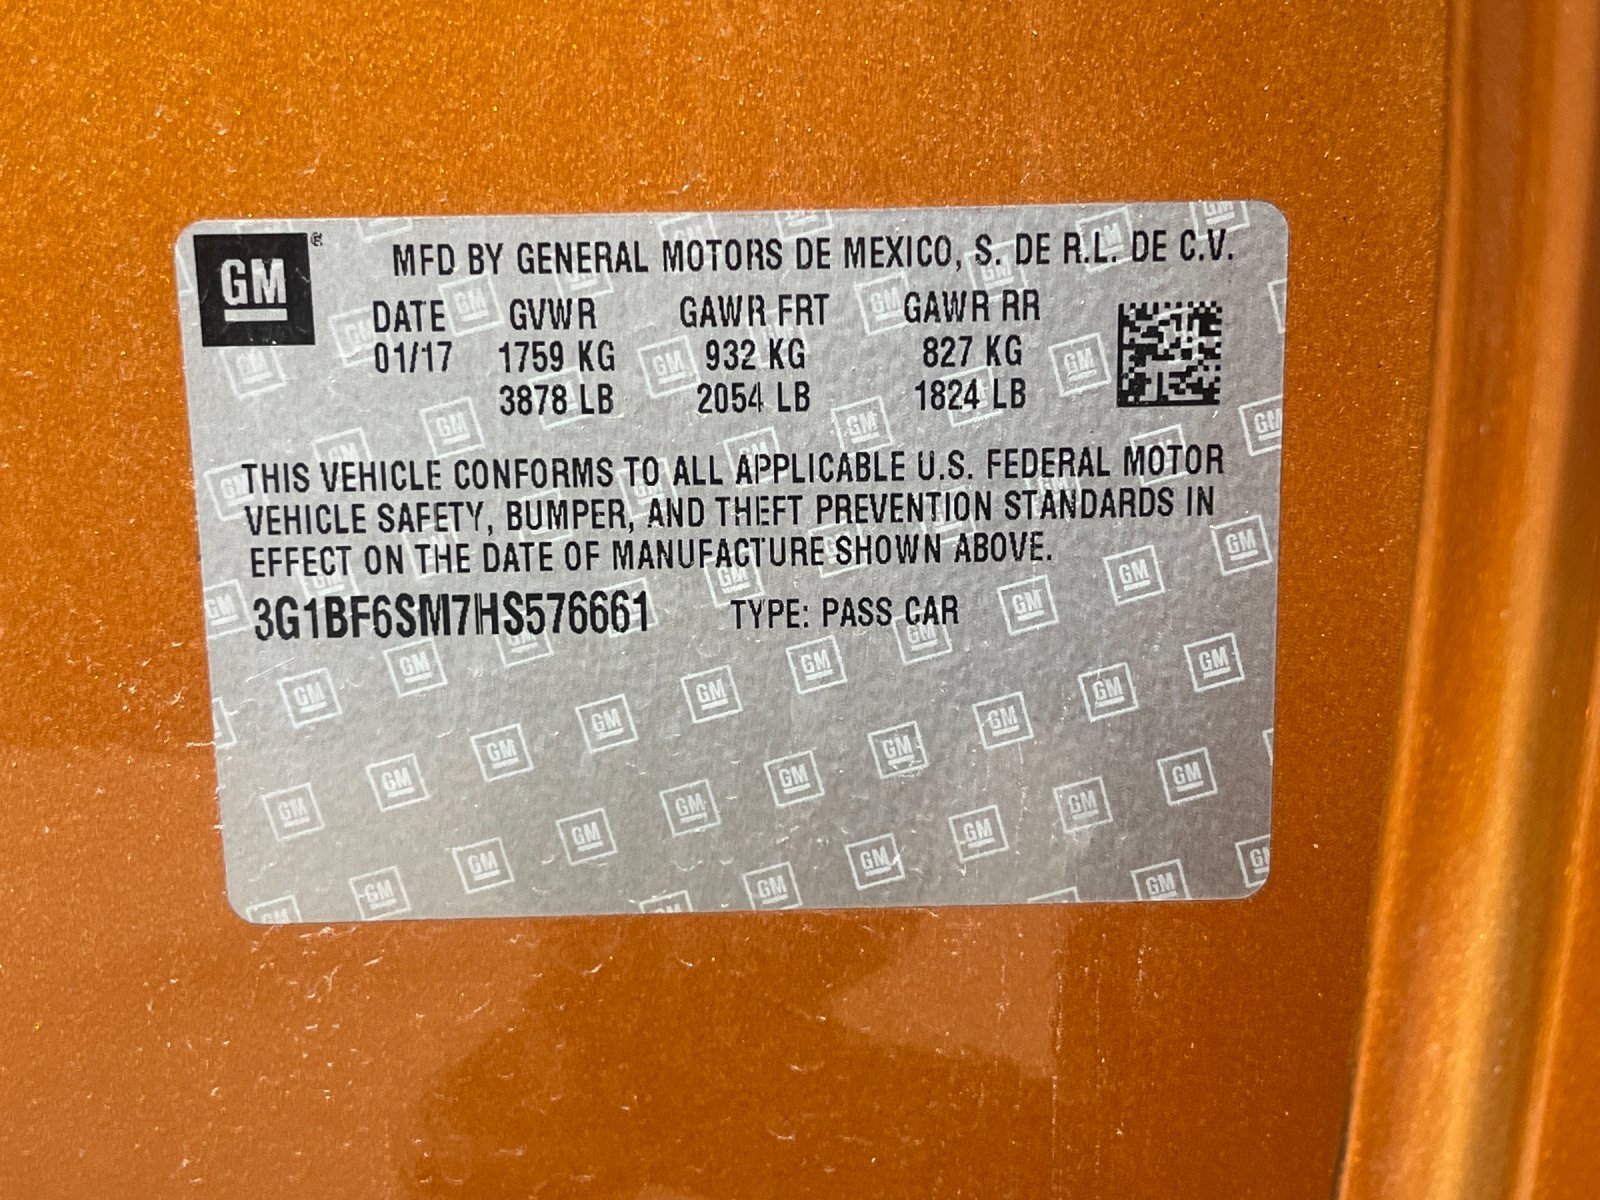 GM
MFD BY GENERAL MOTORS DE MEXICO, S. DE R.L. DE C.V.
DATE GVWR GAWR FRT GAWR RR
01/17 1759 KG 932 KG 827 KG
3878 LB 2054 LB 1824 LB
THIS VEHICLE CONFORMS TO ALL APPLICABLE U.S. FEDERAL MOTOR
VEHICLE SAFETY, BUMPER, AND THEFT PREVENTION STANDARDS IN
EFFECT ON THE DATE OF MANUFACTURE SHOWN ABOVE.
3G1BF6SM7HS576661 TYPE: PASS CAR